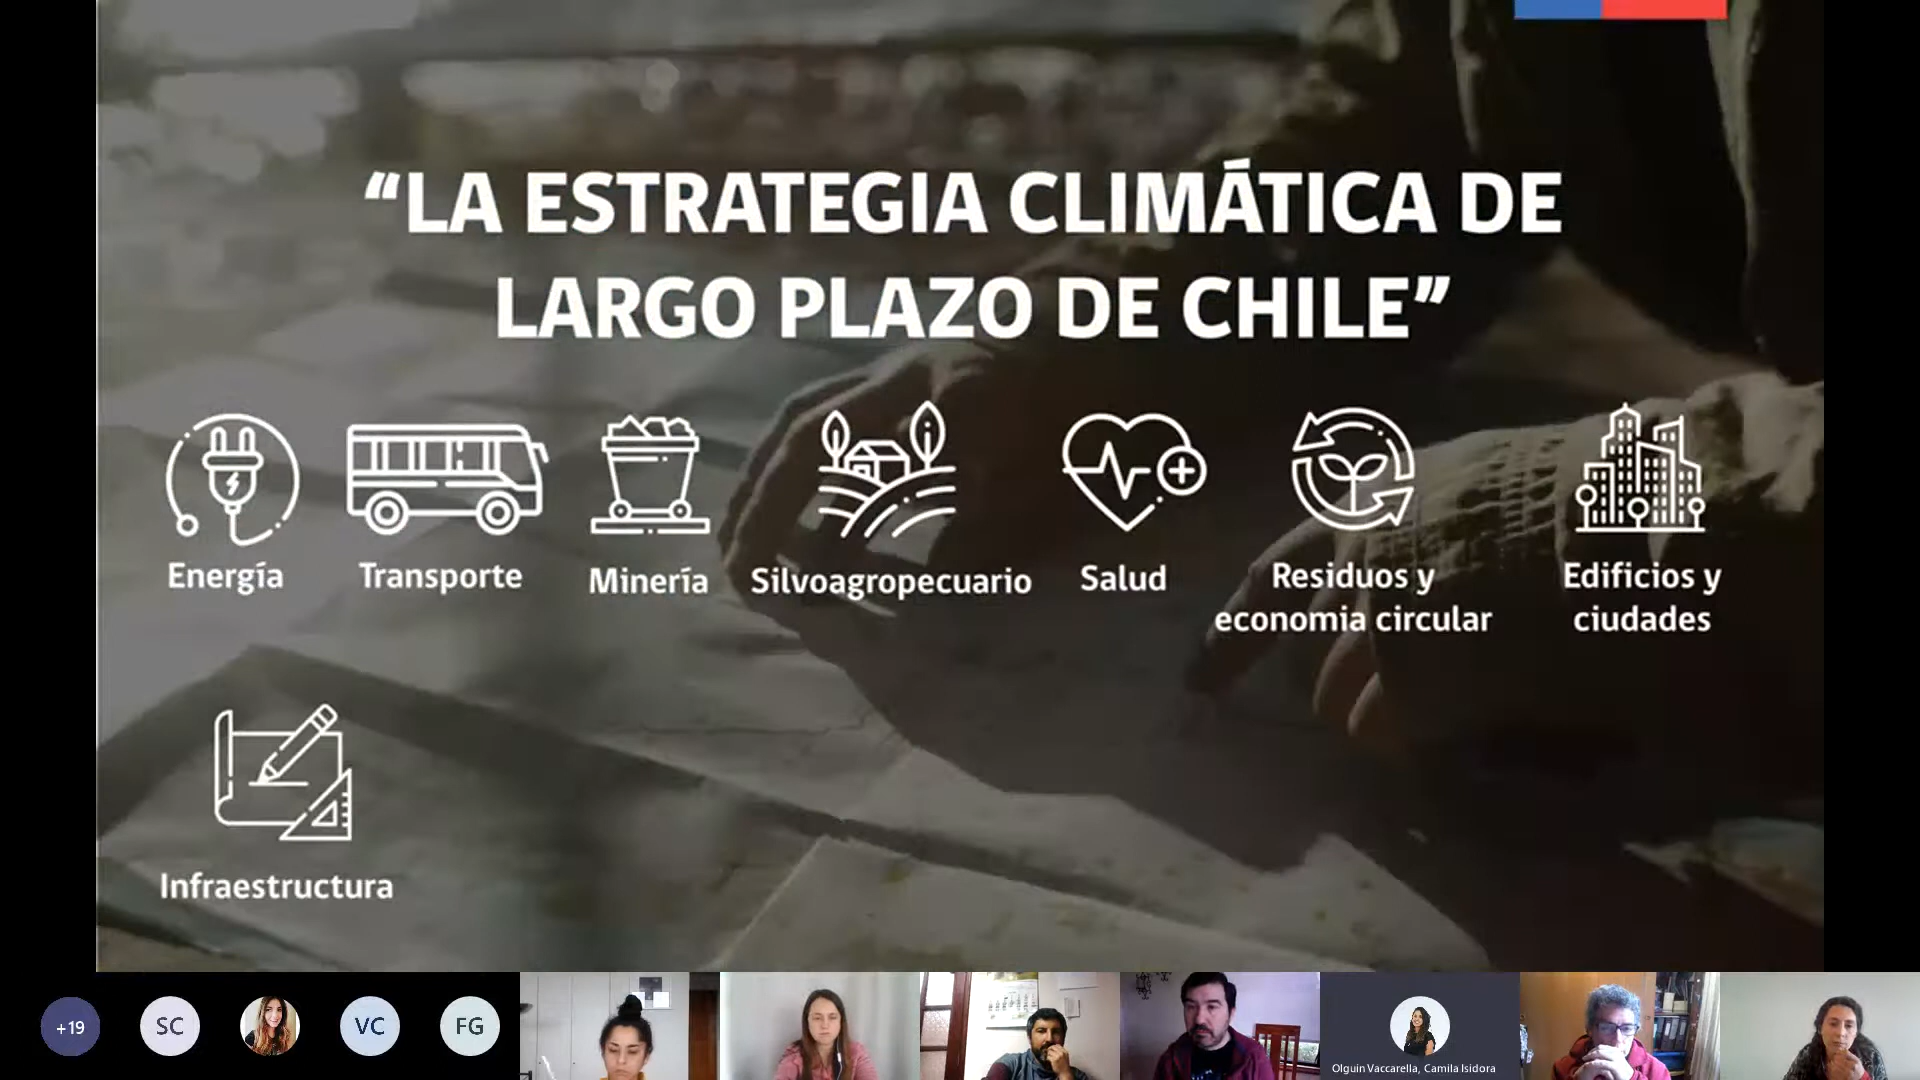 “LA ESTRATEGIA CLIMÁTICA DE
LARGO PLAZO DE CHILE”
Energía
Transporte
Minería
Silvoagropecuario
Salud
Residuos y
economia circular
Edificios y
ciudades
Infraestructura
+19
SC
VC
FG
Olguin Vaccarella, Camila Isidora